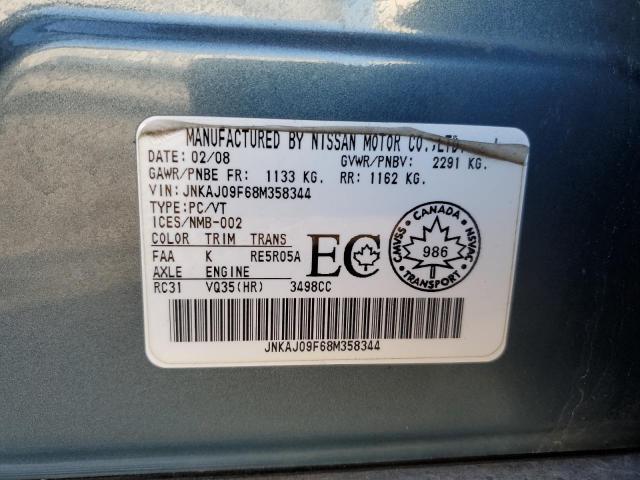 MANUFACTURED BY NISSAN MOTOR CO.,LTD.
DATE: 02/08 GVWR/PNBV: 2291 KG.
GAWR/PNBE FR: 1133 KG. RR: 1162 KG.
VIN: JNKAJ09F68M358344
TYPE:PC/VT
ICES/NMB-002
COLOR TRIM TRANS
FAA K RE5R05A
AXLE ENGINE
RC31 VQ35(HR) 3498CC
EC
CANADA
CMVSS 986 NSVAC
TRANSPORT
JNKAJ09F68M358344